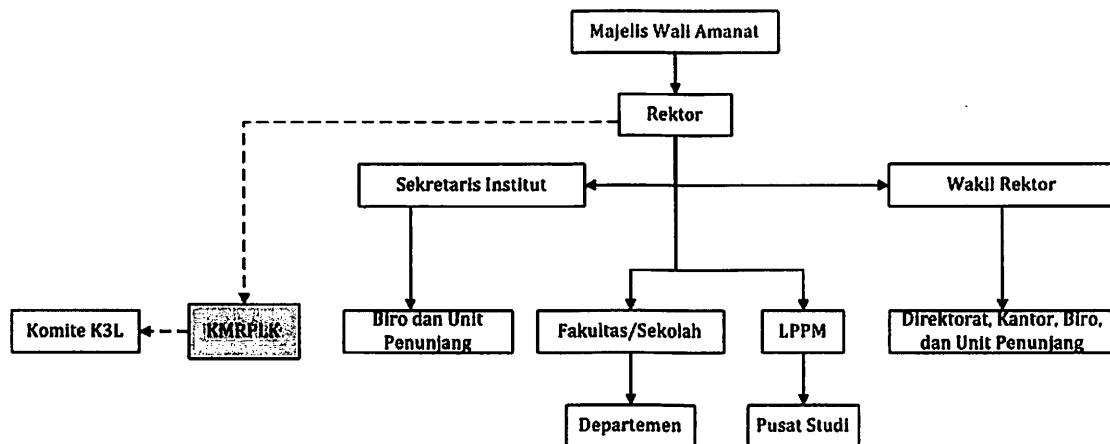 Majelis Wali Amanat
Rektor
Sekretaris Institut
Wakil Rektor
Komite K3L
KMRPLK
Biro dan Unit
Penunjang
Fakultas/Sekolah
LPPM
Direktorat, Kantor, Biro,
dan Unit Penunjang
Departemen
Pusat Studi